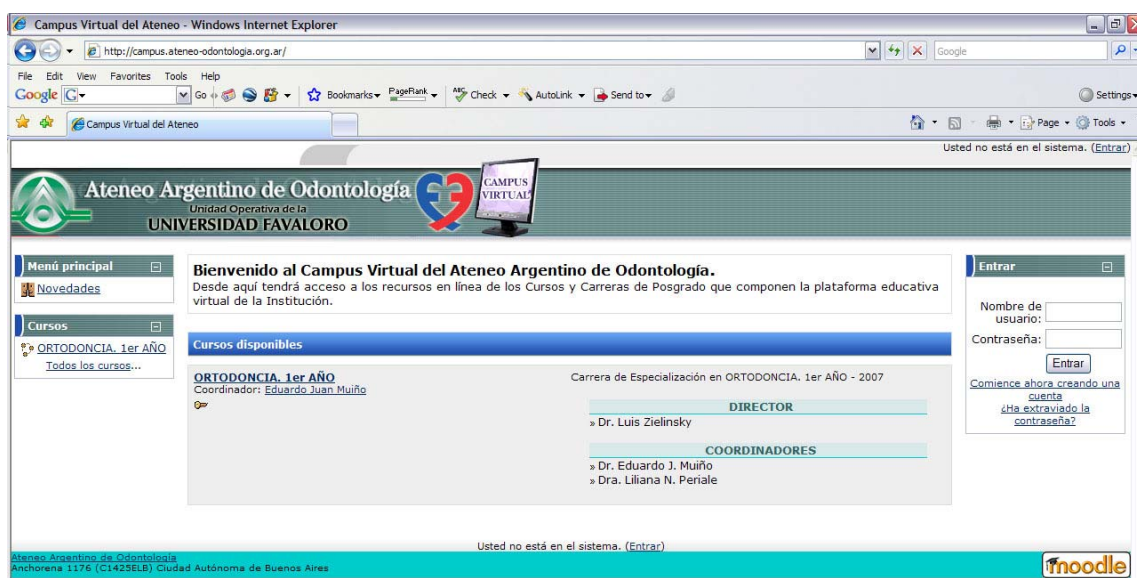 Campus Virtual del Ateneo - Windows Internet Explorer
http://campus.ateneo-odontologia.org.ar/
Google
File Edit View Favorites Tools Help
Google G Go Bookmarks PageRank Check AutoLink Send to Settings
Campus Virtual del Ateneo
Page Tools
Usted no está en el sistema. (Entrar)
Ateneo Argentino de Odontología
Unidad Operativa de la
UNIVERSIDAD FAVALORO
CAMPUS
VIRTUAL
Menú principal
Novedades
Cursos
ORTODONCIA. 1er AÑO
Todos los cursos...
Bienvenido al Campus Virtual del Ateneo Argentino de Odontología.
Desde aquí tendrá acceso a los recursos en línea de los Cursos y Carreras de Posgrado que componen la plataforma educativa
virtual de la Institución.
Cursos disponibles
ORTODONCIA. 1er AÑO
Coordinador: Eduardo Juan Muiño
Carrera de Especialización en ORTODONCIA. 1er AÑO - 2007
DIRECTOR
» Dr. Luis Zielinsky
COORDINADORES
» Dr. Eduardo J. Muiño
» Dra. Liliana N. Periale
Entrar
Nombre de
usuario:
Contraseña:
Entrar
Comience ahora creando una
cuenta
¿Ha extraviado la
contraseña?
Usted no está en el sistema. (Entrar)
Ateneo Argentino de Odontología
Anchorena 1176 (C1425ELB) Ciudad Autónoma de Buenos Aires
moodle